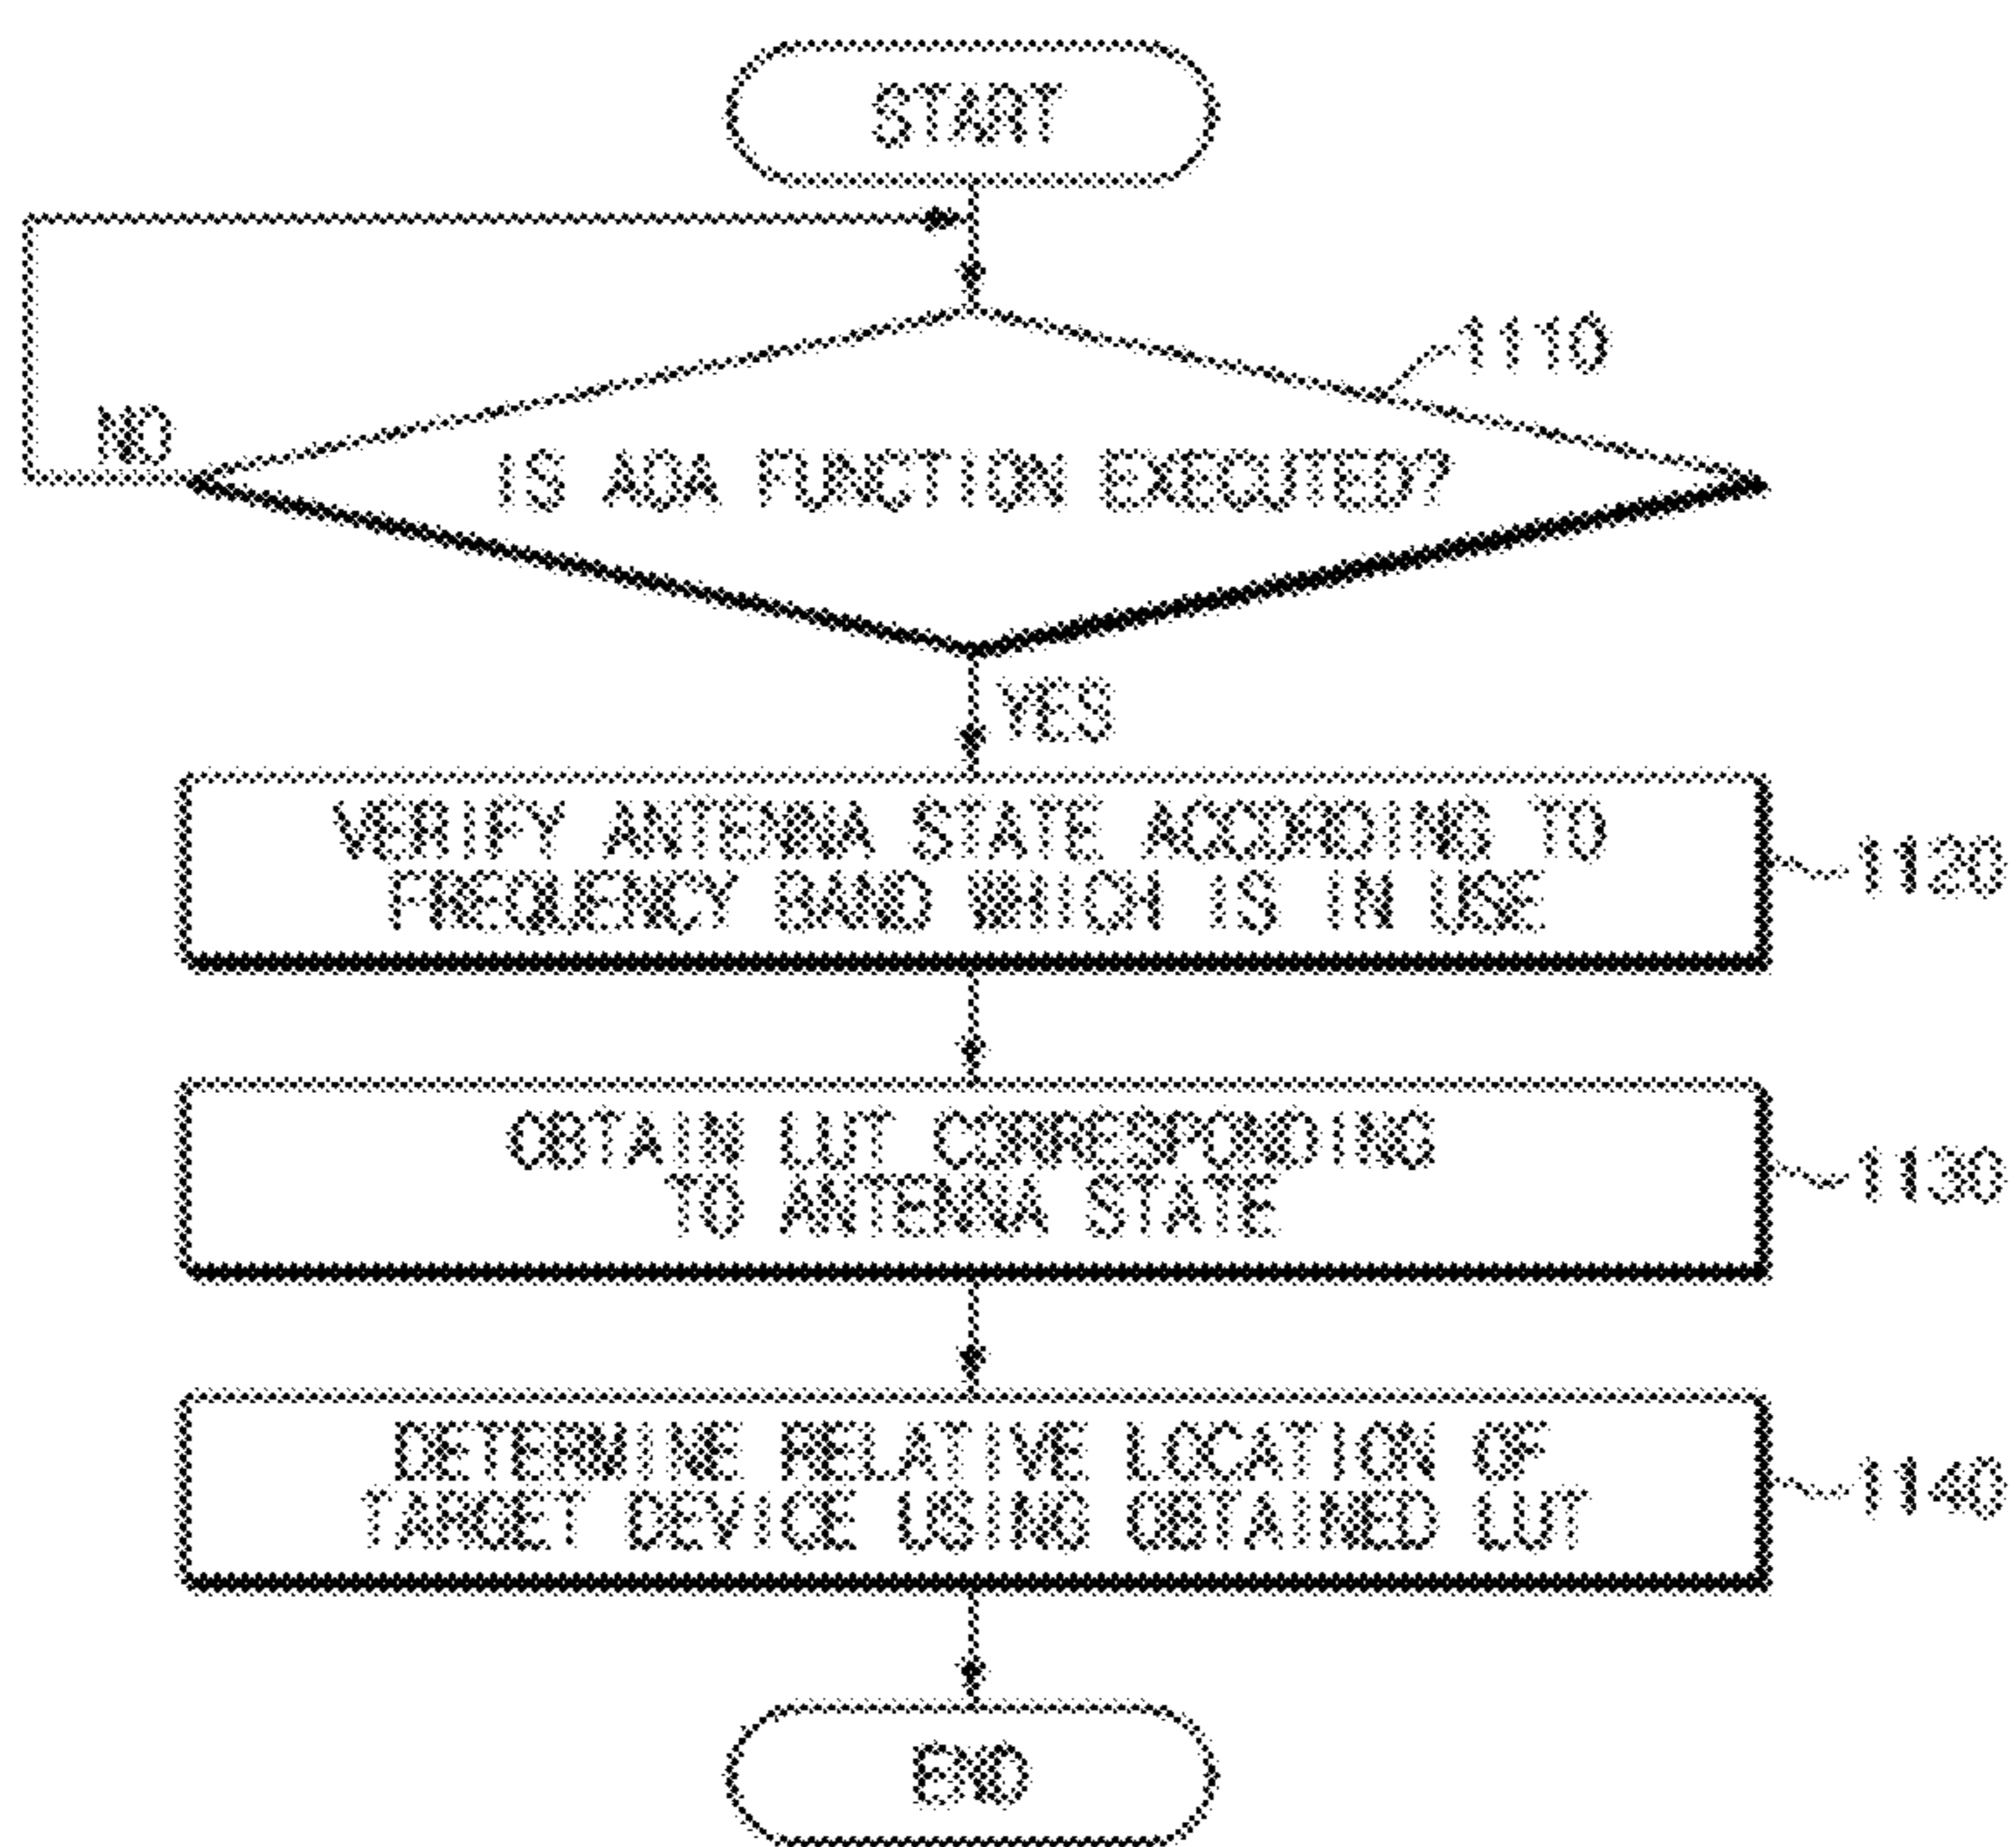 START
1110
NO
IS AOA FUNCTION EXECUTED?
YES
VERIFY ANTENNA STATE ACCORDING TO
FREQUENCY BAND WHICH IS IN USE
1120
OBTAIN LUT CORRESPONDING
TO ANTENNA STATE
1130
DETERMINE RELATIVE LOCATION OF
TARGET DEVICE USING OBTAINED LUT
1140
END